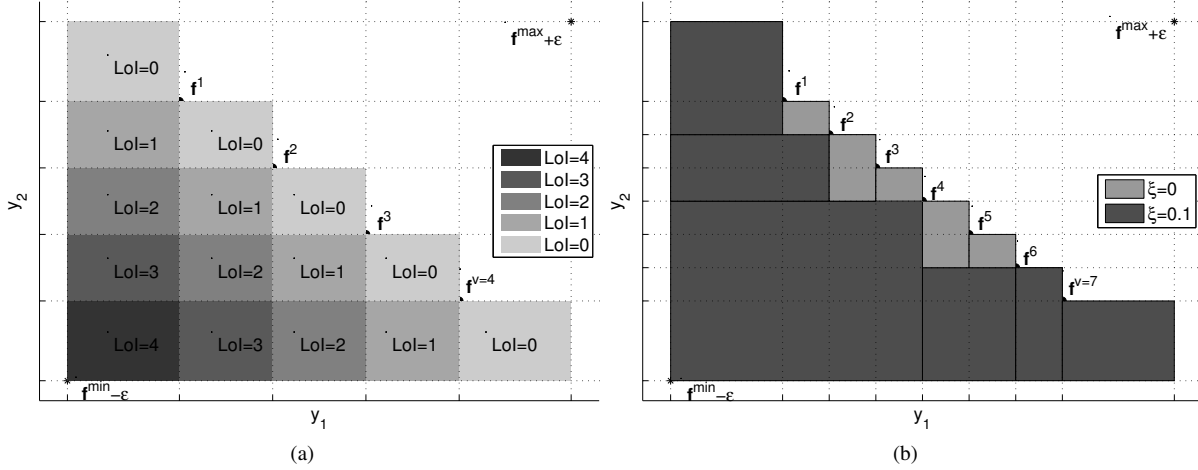 f^max+ε
LoI=0
f^1
LoI=1
LoI=0
f^2
LoI=2
LoI=1
LoI=0
f^3
LoI=3
LoI=2
LoI=1
LoI=0
f^v=4
LoI=4
LoI=3
LoI=2
LoI=1
LoI=0
f^min−ε
LoI=4
LoI=3
LoI=2
LoI=1
LoI=0
y_2
y_1
(a)
f^max+ε
f^1
f^2
f^3
f^4
f^5
f^6
f^v=7
f^min−ε
ξ=0
ξ=0.1
y_2
y_1
(b)